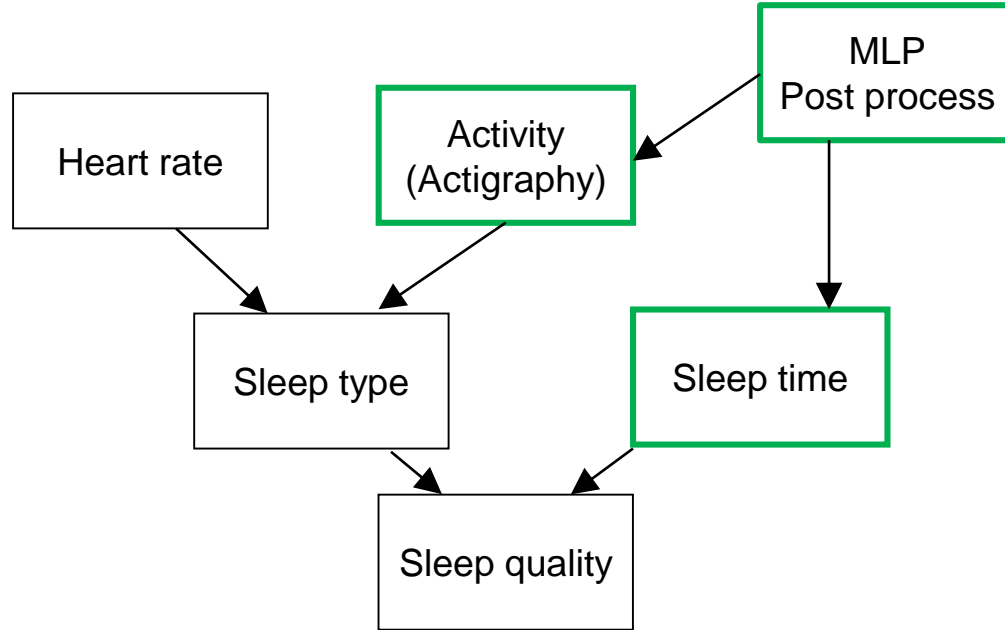 MLP
Post process
Activity
(Actigraphy)
Heart rate
Sleep type
Sleep time
Sleep quality